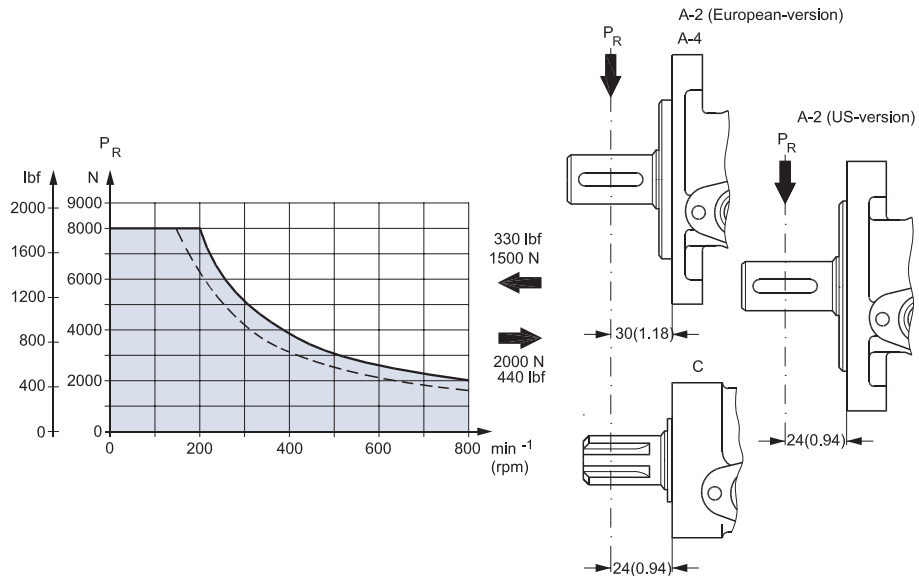 A-2 (European-version)
A-4
P_R
A-2 (US-version)
P_R
P_R
lbf
N
2000
1600
1200
800
400
0
9000
8000
6000
4000
2000
0
0
200
400
600
800
min -1
(rpm)
330 lbf
1500 N
2000 N
440 lbf
30(1.18)
C
24(0.94)
24(0.94)